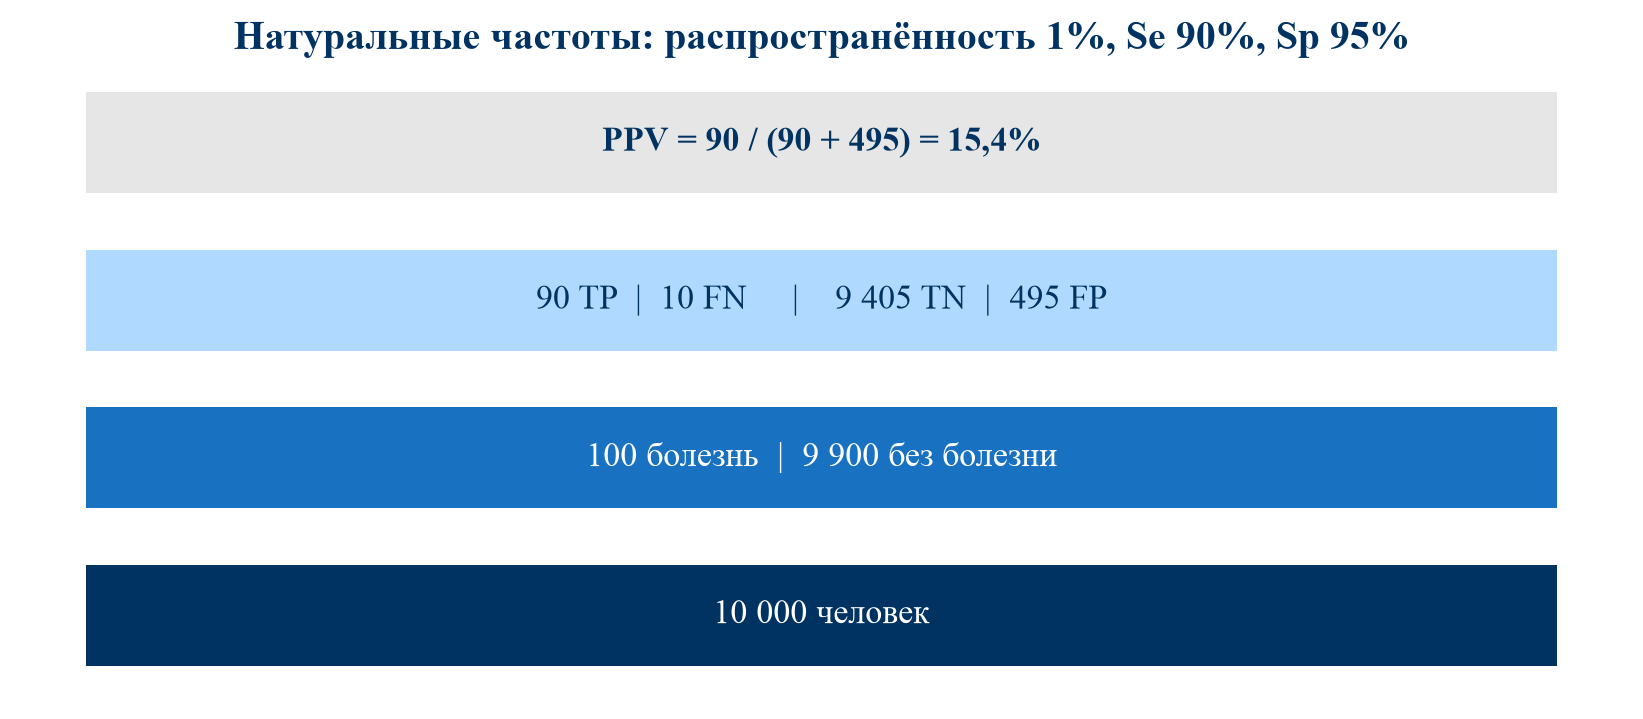 Натуральные частоты: распространённость 1%, Se 90%, Sp 95%
PPV = 90 / (90 + 495) = 15,4%
90 TP | 10 FN | 9 405 TN | 495 FP
100 болезнь | 9 900 без болезни
10 000 человек